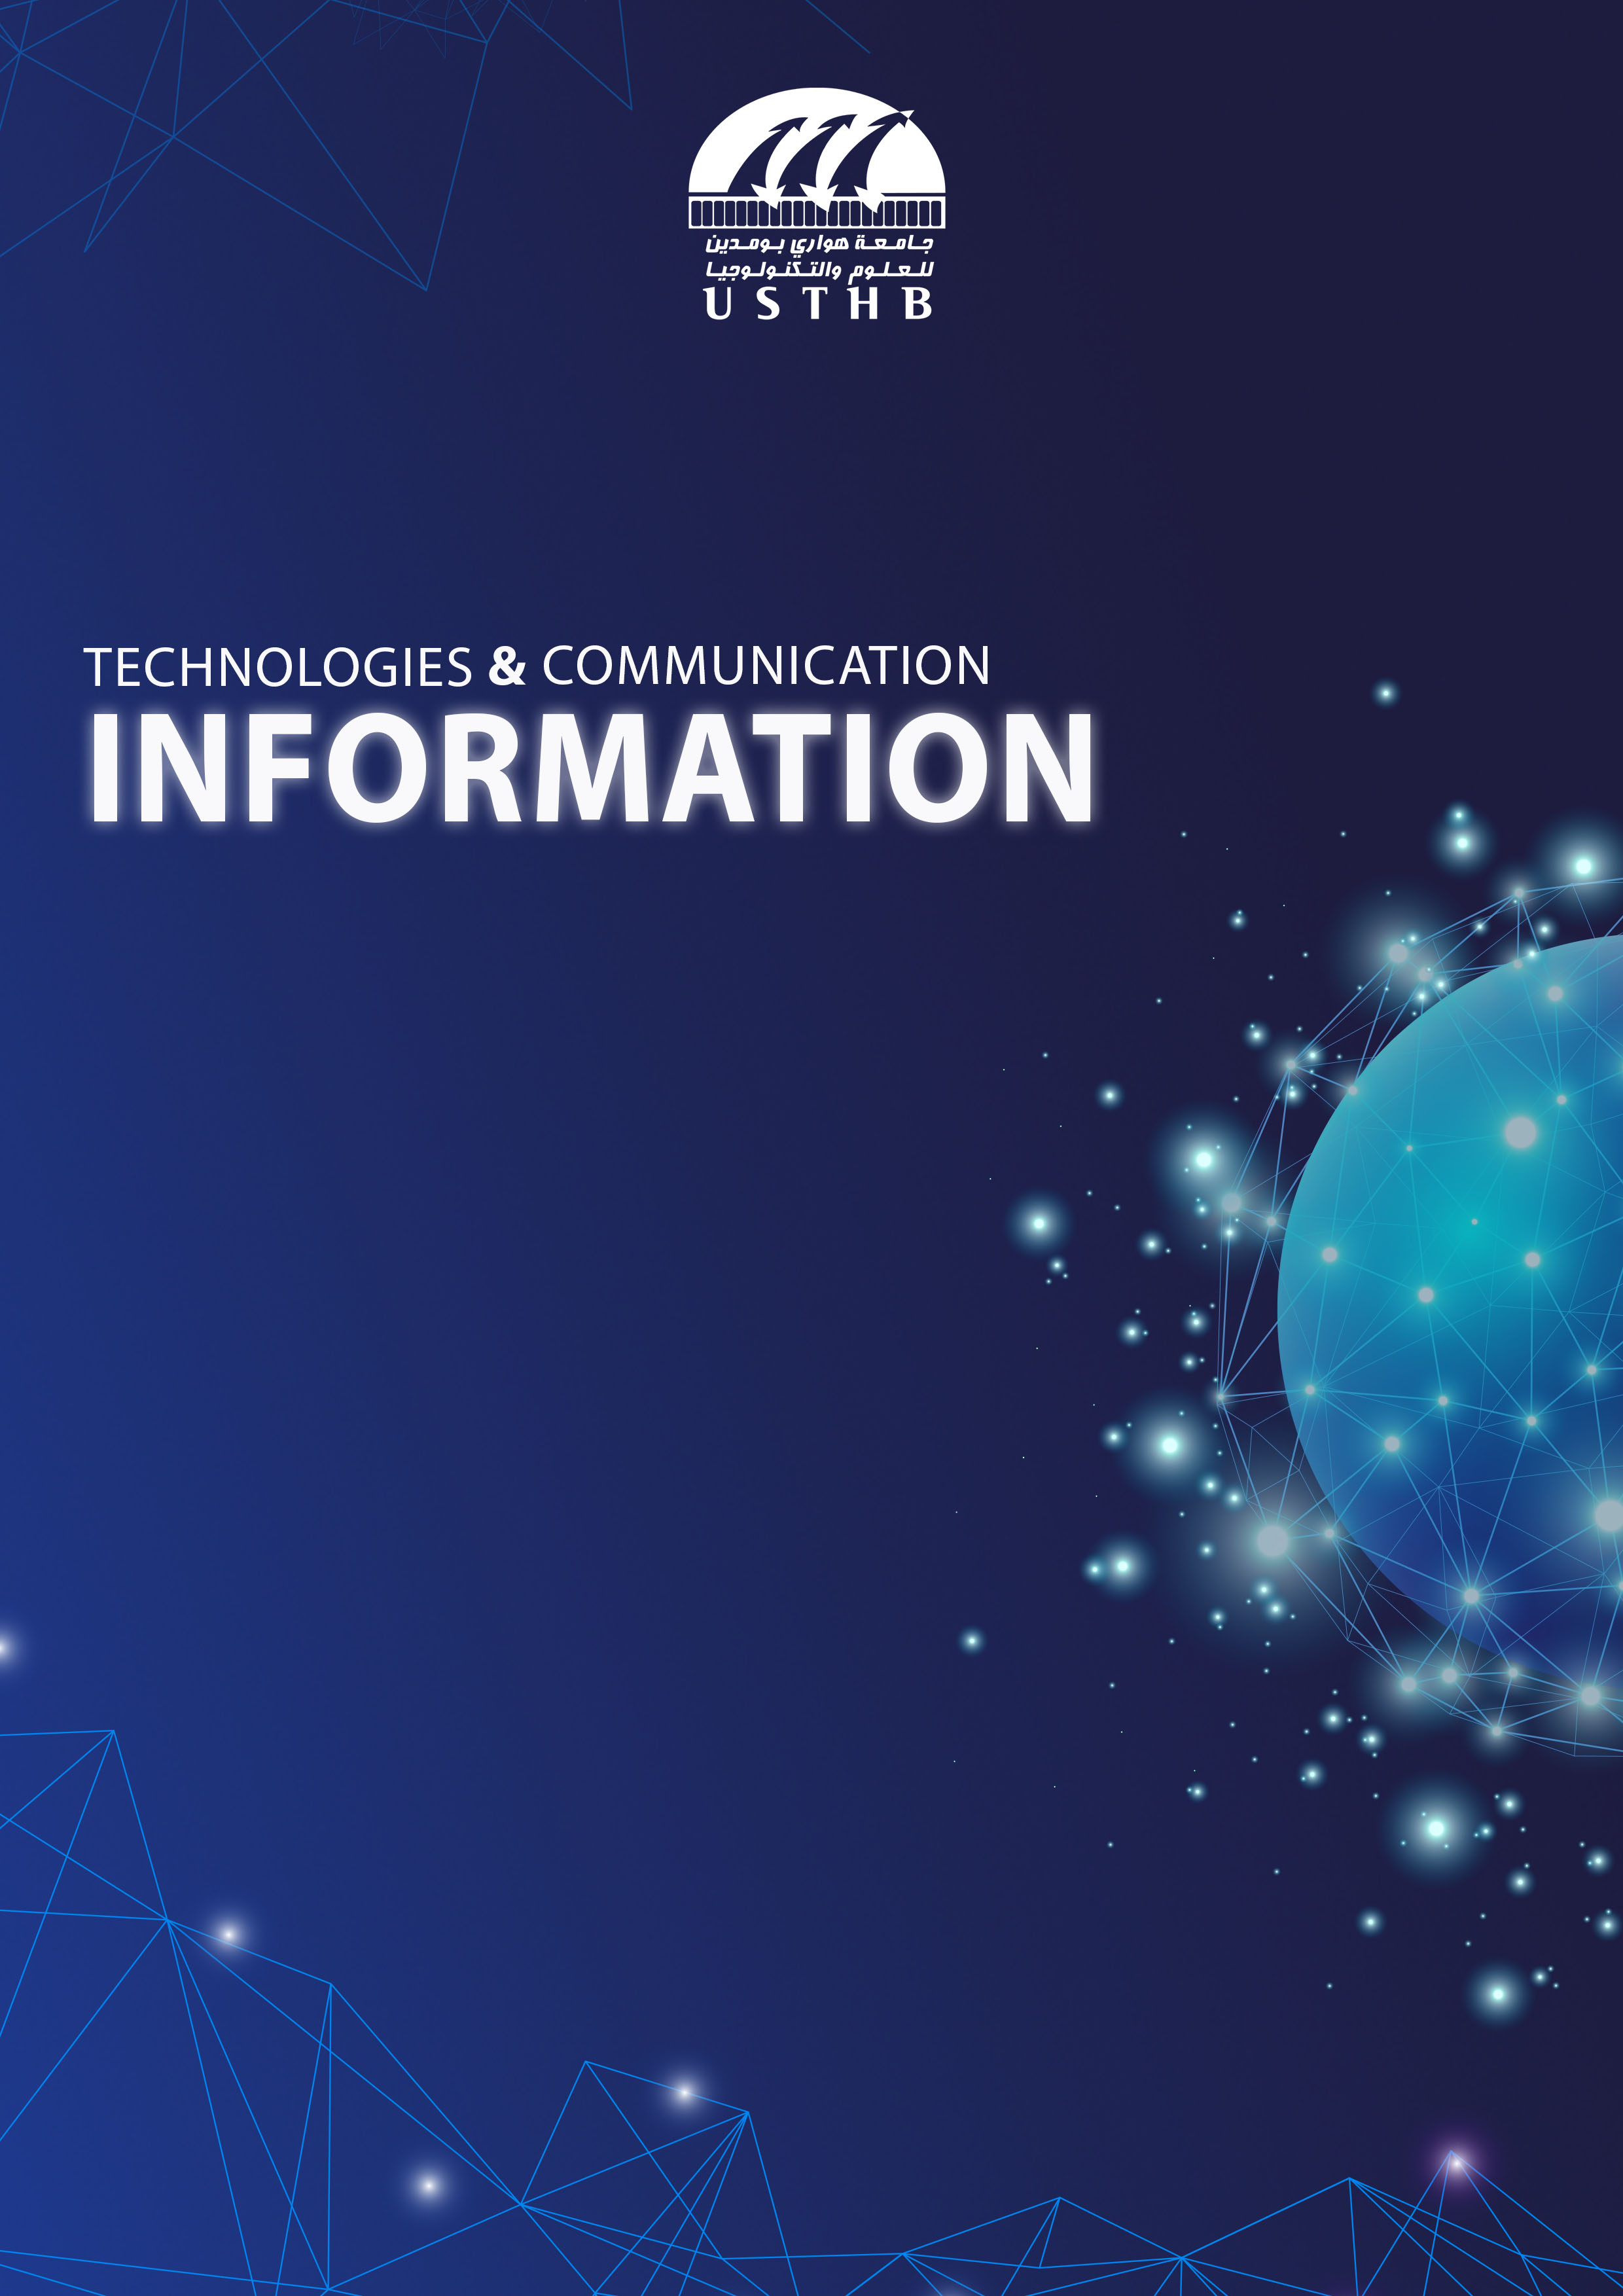 جامعة هواري بومدين
للعلوم والتكنولوجيا
USTHB
TECHNOLOGIES & COMMUNICATION
INFORMATION